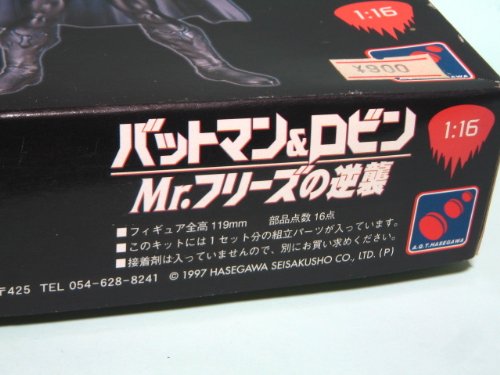 1:16
¥900
HASEGAWA
バットマン&ロビン
Mr.フリーズの逆襲
1:16
A.G.T.HASEGAWA
■フィギュア全高 119mm 部品点数 16点
■このキットには1セット分の組立パーツが入っています。
■接着剤は入っていませんので、別にお買い求めください。
〒425 TEL 054-628-8241 © 1997 HASEGAWA SEISAKUSHO CO., LTD. (P)